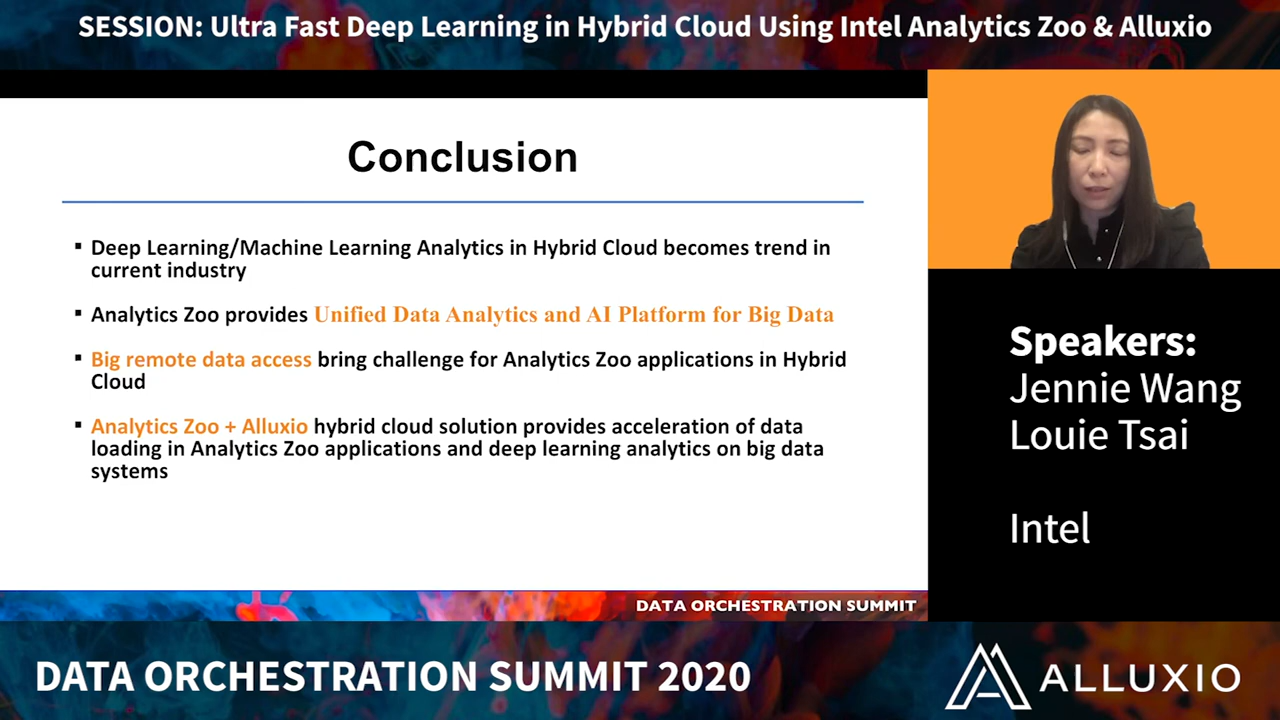 SESSION: Ultra Fast Deep Learning in Hybrid Cloud Using Intel Analytics Zoo & Alluxio
Conclusion
▪ Deep Learning/Machine Learning Analytics in Hybrid Cloud becomes trend in
current industry
▪ Analytics Zoo provides Unified Data Analytics and AI Platform for Big Data
▪ Big remote data access bring challenge for Analytics Zoo applications in Hybrid
Cloud
▪ Analytics Zoo + Alluxio hybrid cloud solution provides acceleration of data
loading in Analytics Zoo applications and deep learning analytics on big data
systems
DATA ORCHESTRATION SUMMIT
Speakers:
Jennie Wang
Louie Tsai
Intel
DATA ORCHESTRATION SUMMIT 2020
ALLUXIO